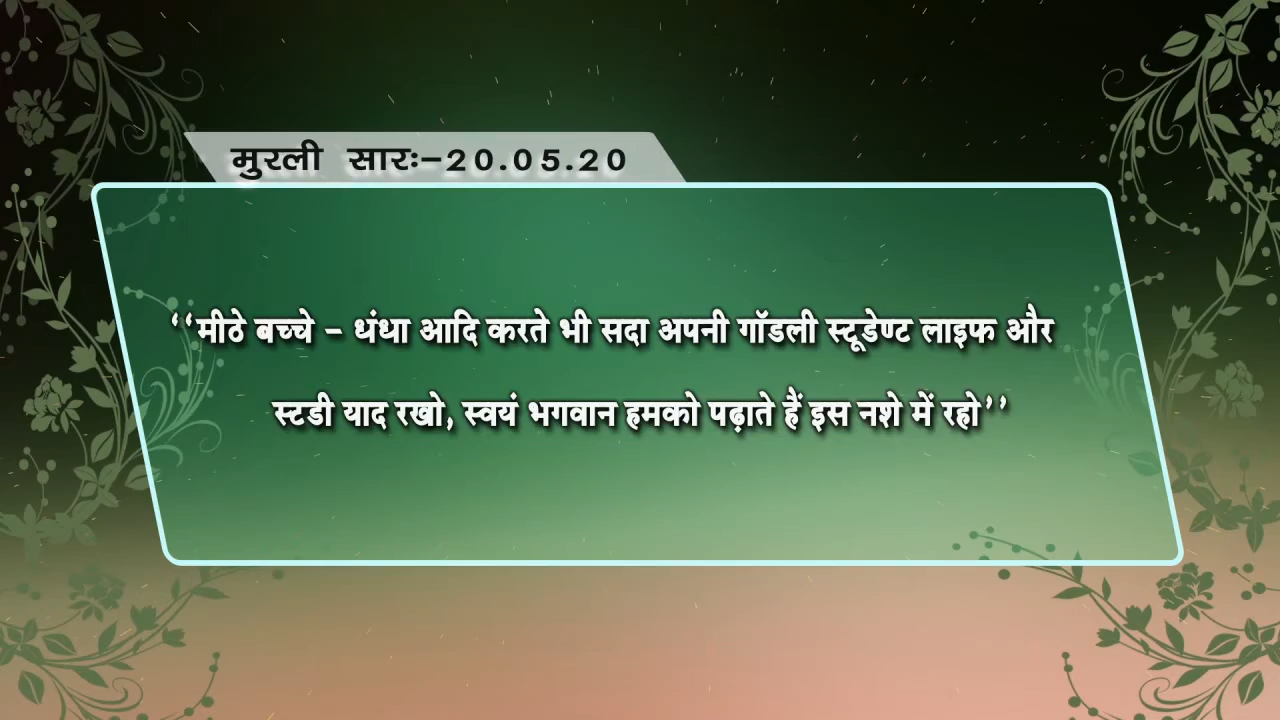 मुरली सारः-20.05.20
‘‘मीठे बच्चे - धंधा आदि करते भी सदा अपनी गॉडली स्टूडेण्ट लाइफ और
स्टडी याद रखो, स्वयं भगवान हमको पढ़ाते हैं इस नशे में रहो’’